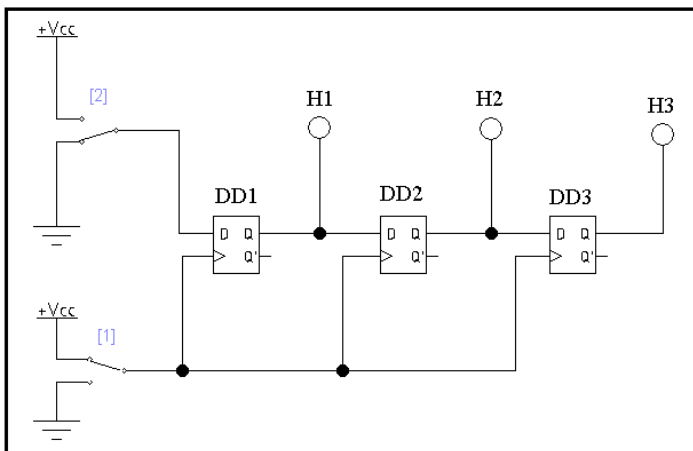 +Vcc
[2]
H1
H2
H3
DD1
DD2
DD3
D Q
Q'
D Q
Q'
D Q
Q'
+Vcc
[1]